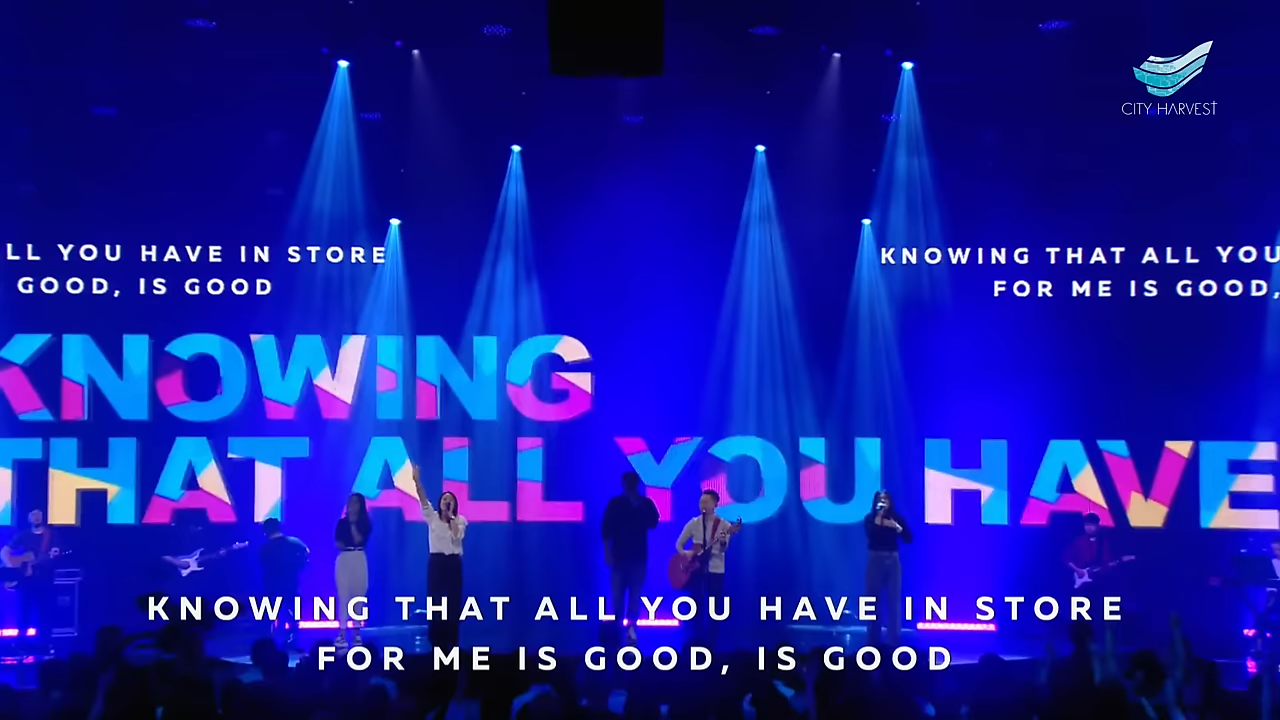 CITY HARVEST
LL YOU HAVE IN STORE
GOOD, IS GOOD
KNOWING THAT ALL YOU
FOR ME IS GOOD,
KNOWING
THAT ALL YOU HAVE
KNOWING THAT ALL YOU HAVE IN STORE
FOR ME IS GOOD, IS GOOD